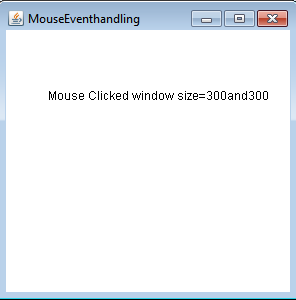 MouseEventhandling
Mouse Clicked window size=300and300